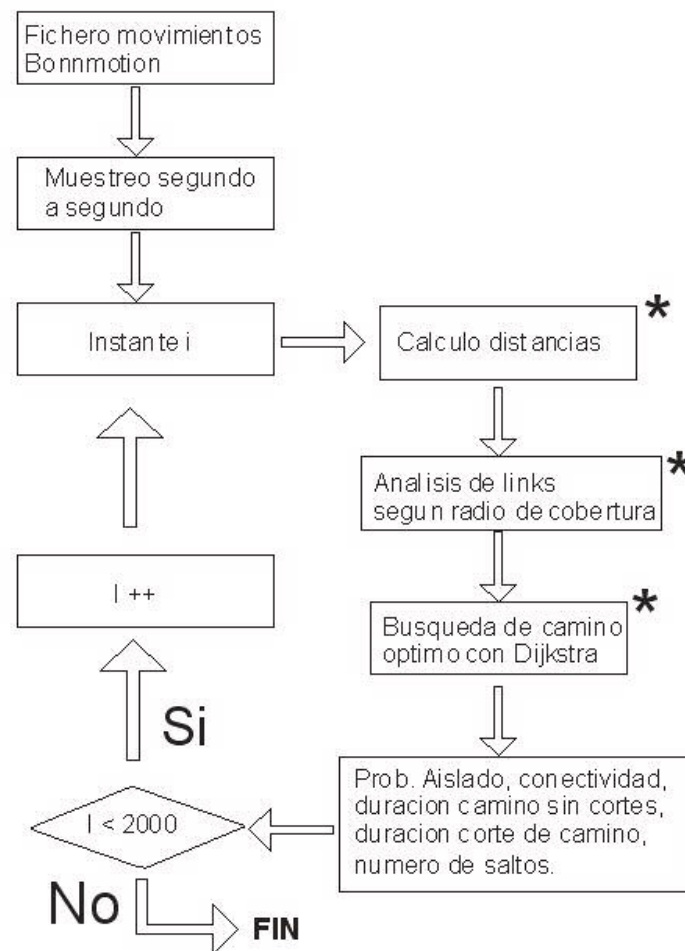 Fichero movimientos
Bonnmotion
Muestreo segundo
a segundo
Instante i
*
Calculo distancias
*
Analisis de links
segun radio de cobertura
*
Busqueda de camino
optimo con Dijkstra
Prob. Aislado, conectividad,
duracion camino sin cortes,
duracion corte de camino,
numero de saltos.
I < 2000
Si
I ++
No
FIN